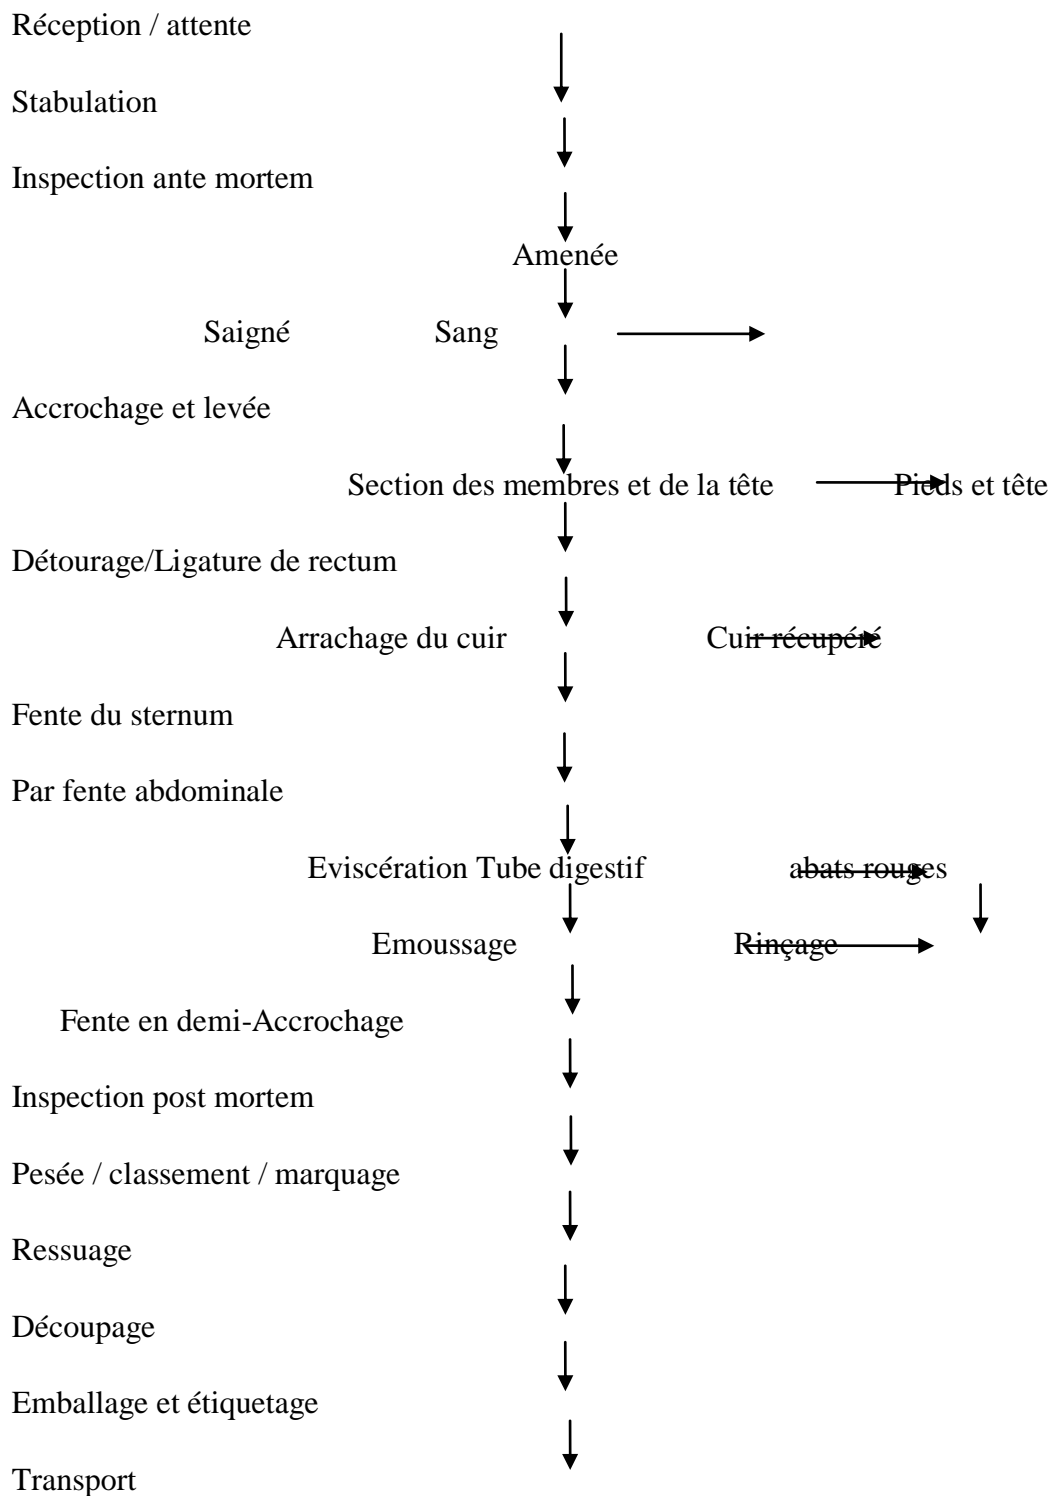 Réception / attente
Stabulation
Inspection ante mortem
Amenée
Saigné Sang
Accrochage et levée
Section des membres et de la tête Pieds et tête
Détourage/Ligature de rectum
Arrachage du cuir Cuir récupéré
Fente du sternum
Par fente abdominale
Eviscération Tube digestif abats rouges
Emoussage Rinçage
Fente en demi-Accrochage
Inspection post mortem
Pesée / classement / marquage
Ressuage
Découpage
Emballage et étiquetage
Transport